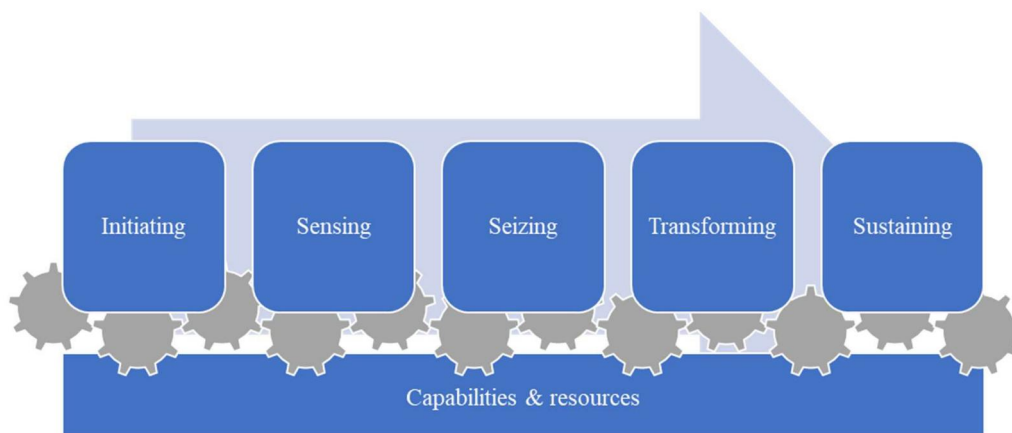 Initiating
Sensing
Seizing
Transforming
Sustaining
Capabilities & resources